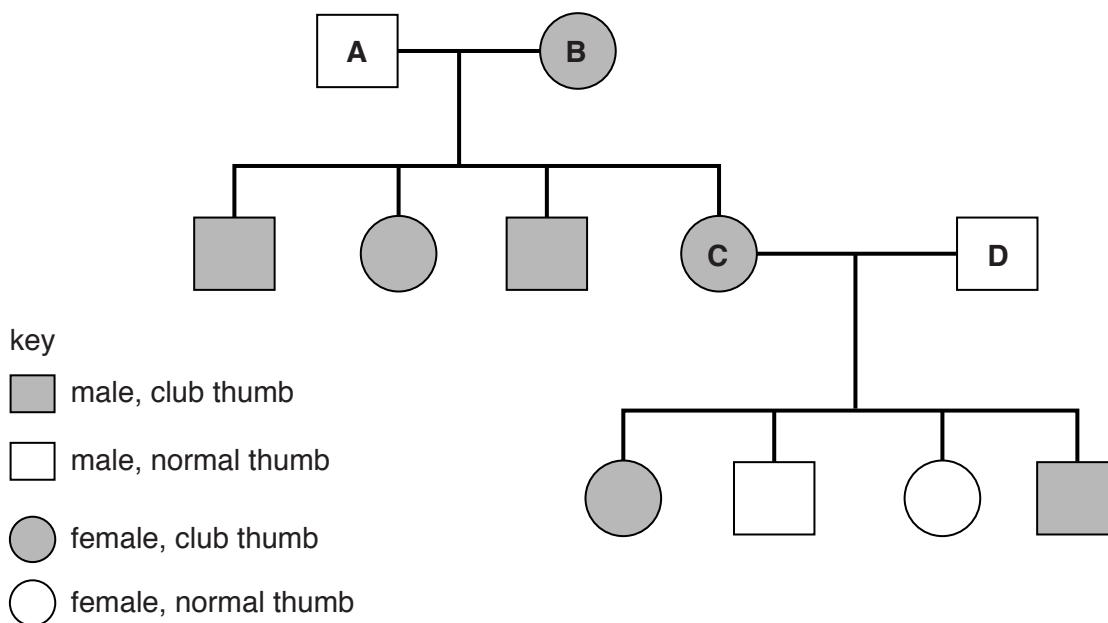 A
B
C
D
key
male, club thumb
male, normal thumb
female, club thumb
female, normal thumb